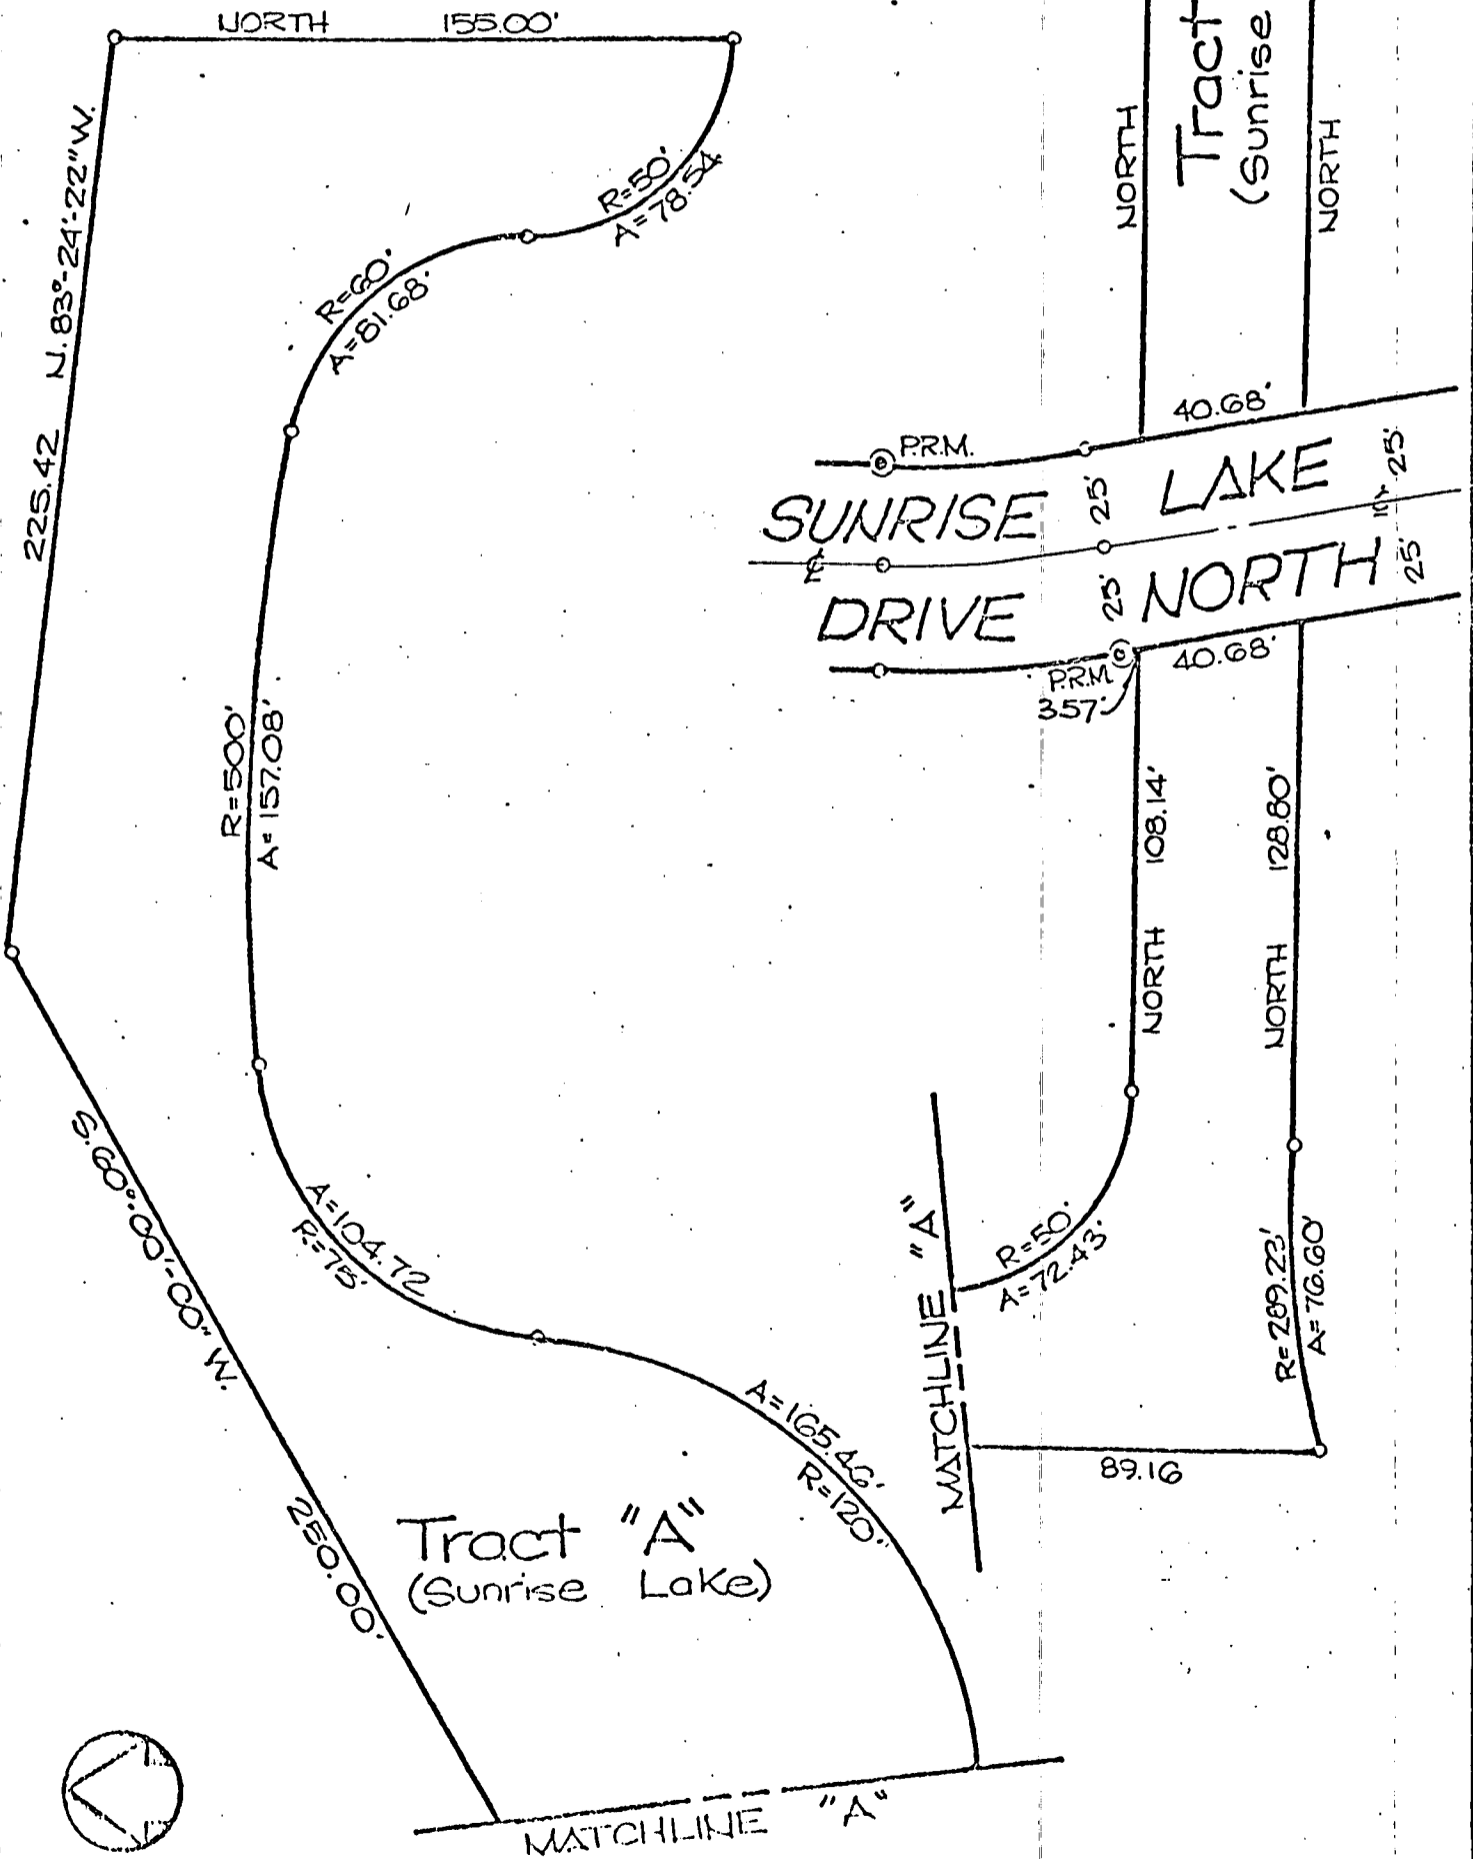 NORTH 155.00'
225.42 N.83°-24'-22"W.
R=50'
A=78.54
R=60'
A=81.68'
R=500'
A=157.08'
A=104.72
R=75'
A=165.46'
R=120'
S.60°-00'-00" W.
250.00'
Tract "A"
(Sunrise Lake)
MATCHLINE "A"
Tract
(Sunrise
NORTH
NORTH
40.68'
P.R.M.
SUNRISE LAKE
DRIVE NORTH
25'
25'
25'
25'
40.68'
P.R.M.
3.57'
NORTH 108.14'
NORTH 128.80'
R=50'
A=72.43'
R=289.23'
A=76.60'
MATCHLINE "A"
89.16